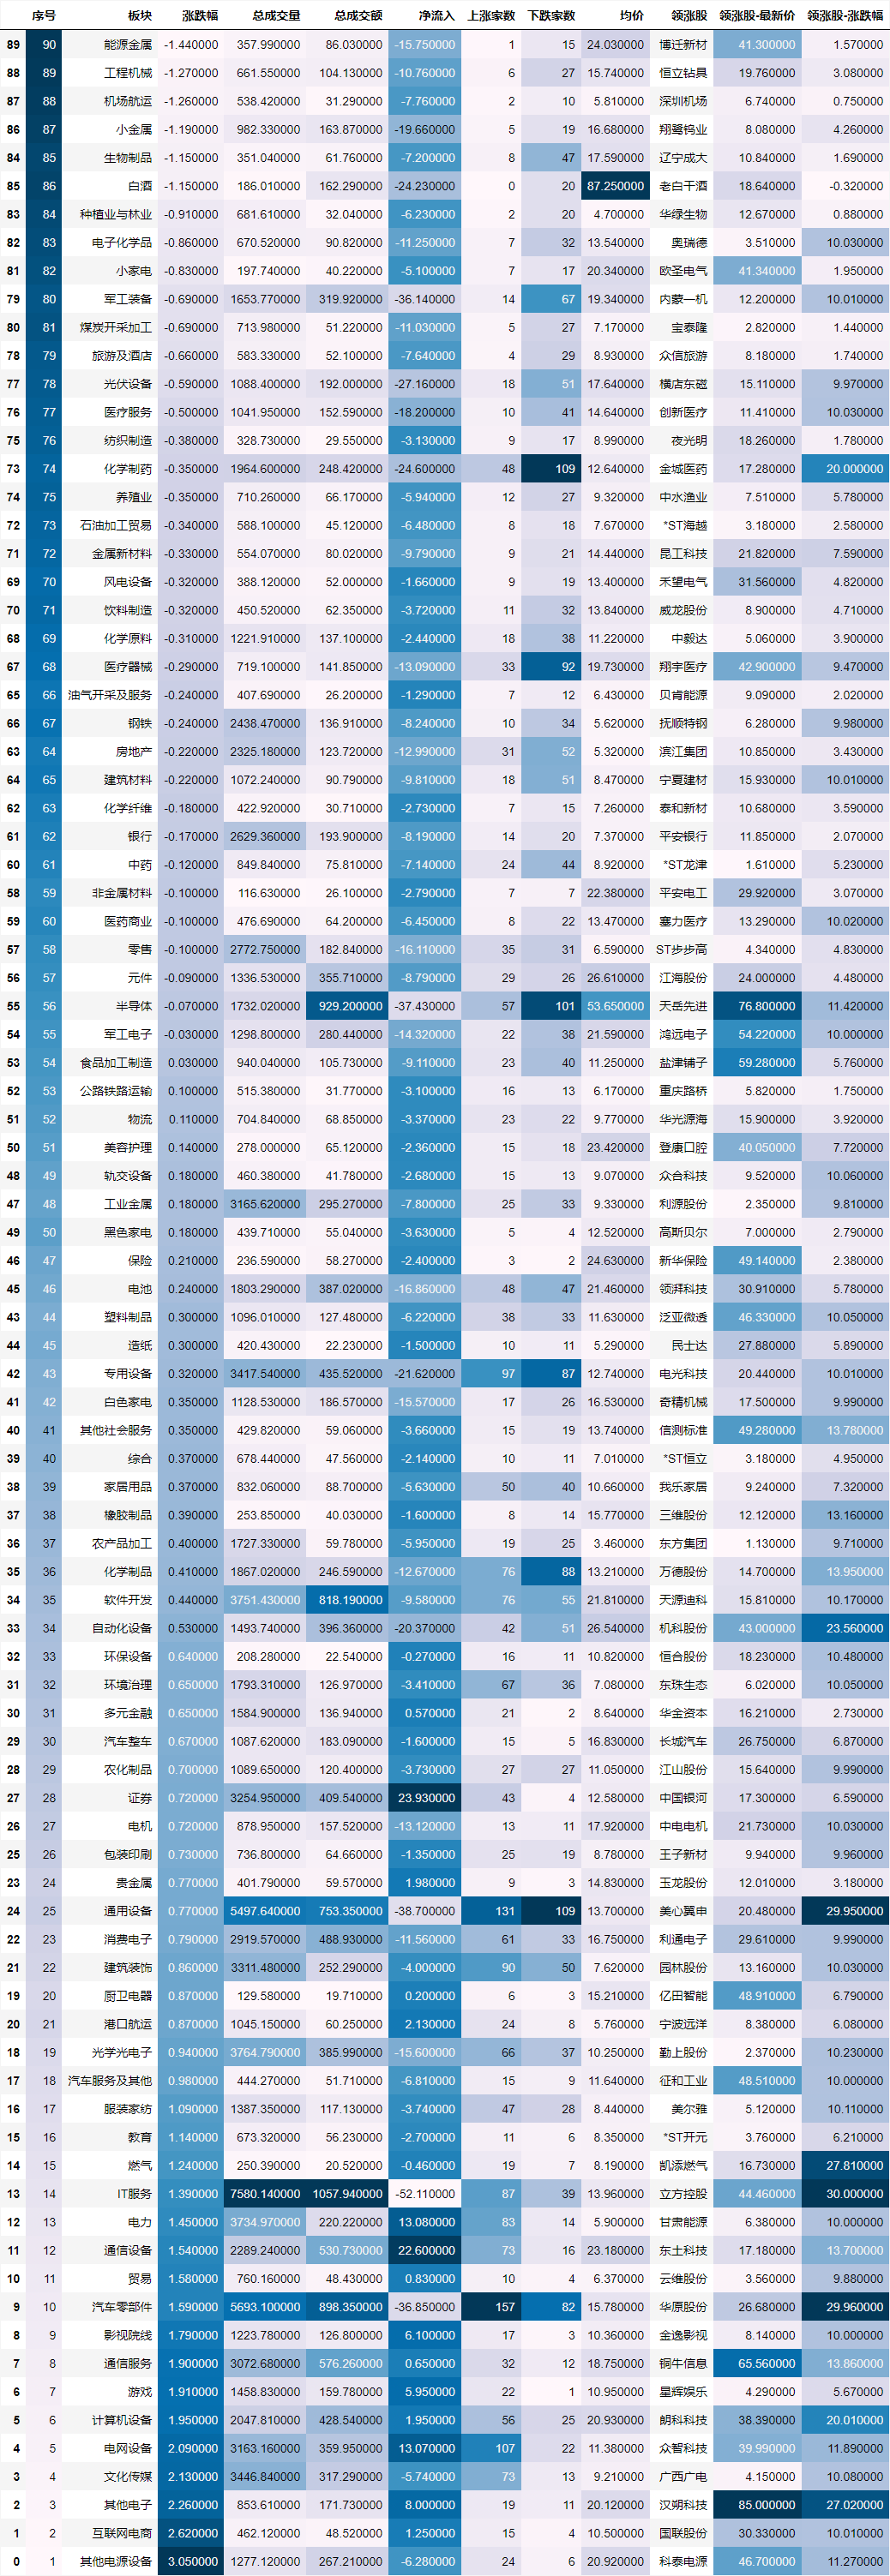 序号 板块 涨跌幅 总成交量 总成交额 净流入 上涨家数 下跌家数 均价 领涨股 领涨股-最新价 领涨股-涨跌幅
89 90 能源金属 -1.440000 357.990000 86.030000 -15.750000 1 15 24.030000 博迁新材 41.300000 1.570000
88 89 工程机械 -1.270000 661.550000 104.130000 -10.760000 6 27 15.740000 恒立钻具 19.760000 3.080000
87 88 机场航运 -1.260000 538.420000 31.290000 -7.760000 2 10 5.810000 深圳机场 6.740000 0.750000
86 87 小金属 -1.190000 982.330000 163.870000 -19.660000 5 19 16.680000 翔鹭钨业 8.080000 4.260000
84 85 生物制品 -1.150000 351.040000 61.760000 -7.200000 8 47 17.590000 辽宁成大 10.840000 1.690000
85 86 白酒 -1.150000 186.010000 162.290000 -24.230000 0 20 87.250000 老白干酒 18.640000 -0.320000
83 84 种植业与林业 -0.910000 681.610000 32.040000 -6.230000 2 20 4.700000 华绿生物 12.670000 0.880000
82 83 电子化学品 -0.860000 670.520000 90.820000 -11.250000 7 32 13.540000 奥瑞德 3.510000 10.030000
81 82 小家电 -0.830000 197.740000 40.220000 -5.100000 7 17 20.340000 欧圣电气 41.340000 1.950000
79 80 军工装备 -0.690000 1653.770000 319.920000 -36.140000 14 67 19.340000 内蒙一机 12.200000 10.010000
80 81 煤炭开采加工 -0.690000 713.980000 51.220000 -11.030000 5 27 7.170000 宝泰隆 2.820000 1.440000
78 79 旅游及酒店 -0.660000 583.330000 52.100000 -7.640000 4 29 8.930000 众信旅游 8.180000 1.740000
77 78 光伏设备 -0.590000 1088.400000 192.000000 -27.160000 18 51 17.640000 横店东磁 15.110000 9.970000
76 77 医疗服务 -0.500000 1041.950000 152.590000 -18.200000 10 41 14.640000 创新医疗 11.410000 10.030000
75 76 纺织制造 -0.380000 328.730000 29.550000 -3.130000 9 17 8.990000 夜光明 18.260000 1.780000
73 74 化学制药 -0.350000 1964.600000 248.420000 -24.600000 48 109 12.640000 金城医药 17.280000 20.000000
74 75 养殖业 -0.350000 710.260000 66.170000 -5.940000 12 27 9.320000 中水渔业 7.510000 5.780000
72 73 石油加工贸易 -0.340000 588.100000 45.120000 -6.480000 8 18 7.670000 *ST海越 3.180000 2.580000
71 72 金属新材料 -0.330000 554.070000 80.020000 -9.790000 9 21 14.440000 昆工科技 21.820000 7.590000
69 70 风电设备 -0.320000 388.120000 52.000000 -1.660000 9 19 13.400000 禾望电气 31.560000 4.820000
70 71 饮料制造 -0.320000 450.520000 62.350000 -3.720000 11 32 13.840000 威龙股份 8.900000 4.710000
68 69 化学原料 -0.310000 1221.910000 137.100000 -2.440000 18 38 11.220000 中毅达 5.060000 3.900000
67 68 医疗器械 -0.290000 719.100000 141.850000 -13.090000 33 92 19.730000 翔宇医疗 42.900000 9.470000
65 66 油气开采及服务 -0.240000 407.690000 26.200000 -1.290000 7 12 6.430000 贝肯能源 9.090000 2.020000
66 67 钢铁 -0.240000 2438.470000 136.910000 -8.240000 10 34 5.620000 抚顺特钢 6.280000 9.980000
63 64 房地产 -0.220000 2325.180000 123.720000 -12.990000 31 52 5.320000 滨江集团 10.850000 3.430000
64 65 建筑材料 -0.220000 1072.240000 90.790000 -9.810000 18 51 8.470000 宁夏建材 15.930000 10.010000
62 63 化学纤维 -0.180000 422.920000 30.710000 -2.730000 7 15 7.260000 泰和新材 10.680000 3.590000
61 62 银行 -0.170000 2629.360000 193.900000 -8.190000 14 20 7.370000 平安银行 11.850000 2.070000
60 61 中药 -0.120000 849.840000 75.810000 -7.140000 24 44 8.920000 *ST龙津 1.610000 5.230000
58 59 非金属材料 -0.100000 116.630000 26.100000 -2.790000 7 7 22.380000 平安电工 29.920000 3.070000
59 60 医药商业 -0.100000 476.690000 64.200000 -6.450000 8 22 13.470000 塞力医疗 13.290000 10.020000
57 58 零售 -0.100000 2772.750000 182.840000 -16.110000 35 31 6.590000 ST步步高 4.340000 4.830000
56 57 元件 -0.090000 1336.530000 355.710000 -8.790000 29 26 26.610000 江海股份 24.000000 4.480000
55 56 半导体 -0.070000 1732.020000 929.200000 -37.430000 57 101 53.650000 天岳先进 76.800000 11.420000
54 55 军工电子 -0.030000 1298.800000 280.440000 -14.320000 22 38 21.590000 鸿远电子 54.220000 10.000000
53 54 食品加工制造 0.030000 940.040000 105.730000 -9.110000 23 40 11.250000 盐津铺子 59.280000 5.760000
52 53 公路铁路运输 0.100000 515.380000 31.770000 -3.100000 16 13 6.170000 重庆路桥 5.820000 1.750000
51 52 物流 0.110000 704.840000 68.850000 -3.370000 23 22 9.770000 华光源海 15.900000 3.920000
50 51 美容护理 0.140000 278.000000 65.120000 -2.360000 15 18 23.420000 登康口腔 40.050000 7.720000
48 49 轨交设备 0.180000 460.380000 41.780000 -2.680000 15 13 9.070000 众合科技 9.520000 10.060000
47 48 工业金属 0.180000 3165.620000 295.270000 -7.800000 25 33 9.330000 利源股份 2.350000 9.810000
49 50 黑色家电 0.180000 439.710000 55.040000 -3.630000 5 4 12.520000 高斯贝尔 7.000000 2.790000
46 47 保险 0.210000 236.590000 58.270000 -2.400000 3 2 24.630000 新华保险 49.140000 2.380000
45 46 电池 0.240000 1803.290000 387.020000 -16.860000 48 47 21.460000 领湃科技 30.910000 5.780000
43 44 塑料制品 0.300000 1096.010000 127.480000 -6.220000 38 33 11.630000 泛亚微透 46.330000 10.050000
44 45 造纸 0.300000 420.430000 22.230000 -1.500000 10 11 5.290000 民士达 27.880000 5.890000
42 43 专用设备 0.320000 3417.540000 435.520000 -21.620000 97 87 12.740000 电光科技 20.440000 10.010000
41 42 白色家电 0.350000 1128.530000 186.570000 -15.570000 17 26 16.530000 奇精机械 17.500000 9.990000
40 41 其他社会服务 0.350000 429.820000 59.060000 -3.660000 15 19 13.740000 信测标准 49.280000 13.780000
39 40 综合 0.370000 678.440000 47.560000 -2.140000 10 11 7.010000 *ST恒立 3.180000 4.950000
38 39 家居用品 0.370000 832.060000 88.700000 -5.630000 50 40 10.660000 我乐家居 9.240000 7.320000
37 38 橡胶制品 0.390000 253.850000 40.030000 -1.600000 8 14 15.770000 三维股份 12.120000 13.160000
36 37 农产品加工 0.400000 1727.330000 59.780000 -5.950000 19 25 3.460000 东方集团 1.130000 9.710000
35 36 化学制品 0.410000 1867.020000 246.590000 -12.670000 76 88 13.210000 万德股份 14.700000 13.950000
34 35 软件开发 0.440000 3751.430000 818.190000 -9.580000 76 55 21.810000 天源迪科 15.810000 10.170000
33 34 自动化设备 0.530000 1493.740000 396.360000 -20.370000 42 51 26.540000 机科股份 43.000000 23.560000
32 33 环保设备 0.640000 208.280000 22.540000 -0.270000 16 11 10.820000 恒合股份 18.230000 10.480000
31 32 环境治理 0.650000 1793.310000 126.970000 -3.410000 67 36 7.080000 东珠生态 6.020000 10.050000
30 31 多元金融 0.650000 1584.900000 136.940000 0.570000 21 2 8.640000 华金资本 16.210000 2.730000
29 30 汽车整车 0.670000 1087.620000 183.090000 -1.600000 15 5 16.830000 长城汽车 26.750000 6.870000
28 29 农化制品 0.700000 1089.650000 120.400000 -3.730000 27 27 11.050000 江山股份 15.640000 9.990000
27 28 证券 0.720000 3254.950000 409.540000 23.930000 43 4 12.580000 中国银河 17.300000 6.590000
26 27 电机 0.720000 878.950000 157.520000 -13.120000 13 11 17.920000 中电电机 21.730000 10.030000
25 26 包装印刷 0.730000 736.800000 64.660000 -1.350000 25 19 8.780000 王子新材 9.940000 9.960000
23 24 贵金属 0.770000 401.790000 59.570000 1.980000 9 3 14.830000 玉龙股份 12.010000 3.180000
24 25 通用设备 0.770000 5497.640000 753.350000 -38.700000 131 109 13.700000 美心翼申 20.480000 29.950000
22 23 消费电子 0.790000 2919.570000 488.930000 -11.560000 61 33 16.750000 利通电子 29.610000 9.990000
21 22 建筑装饰 0.860000 3311.480000 252.290000 -4.000000 90 50 7.620000 园林股份 13.160000 10.030000
19 20 厨卫电器 0.870000 129.580000 19.710000 0.200000 6 3 15.210000 亿田智能 48.910000 6.790000
20 21 港口航运 0.870000 1045.150000 60.250000 2.130000 24 8 5.760000 宁波远洋 8.380000 6.080000
18 19 光学光电子 0.940000 3764.790000 385.990000 -15.600000 66 37 10.250000 勤上股份 2.370000 10.230000
17 18 汽车服务及其他 0.980000 444.270000 51.710000 -6.810000 15 9 11.640000 征和工业 48.510000 10.000000
16 17 服装家纺 1.090000 1387.350000 117.130000 -3.740000 47 28 8.440000 美尔雅 5.120000 10.110000
15 16 教育 1.140000 673.320000 56.230000 -2.700000 11 6 8.350000 *ST开元 3.760000 6.210000
14 15 燃气 1.240000 250.390000 20.520000 -0.460000 19 7 8.190000 凯添燃气 16.730000 27.810000
13 14 IT服务 1.390000 7580.140000 1057.940000 -52.110000 87 39 13.960000 立方控股 44.460000 30.000000
12 13 电力 1.450000 3734.970000 220.220000 13.080000 83 14 5.900000 甘肃能源 6.380000 10.000000
11 12 通信设备 1.540000 2289.240000 530.730000 22.600000 73 16 23.180000 东土科技 17.180000 13.700000
10 11 贸易 1.580000 760.160000 48.430000 0.830000 10 4 6.370000 云维股份 3.560000 9.880000
9 10 汽车零部件 1.590000 5693.100000 898.350000 -36.850000 157 82 15.780000 华原股份 26.680000 29.960000
8 9 影视院线 1.790000 1223.780000 126.800000 6.100000 17 3 10.360000 金逸影视 8.140000 10.000000
7 8 通信服务 1.900000 3072.680000 576.260000 0.650000 32 12 18.750000 铜牛信息 65.560000 13.860000
6 7 游戏 1.910000 1458.830000 159.780000 5.950000 22 1 10.950000 星辉娱乐 4.290000 5.670000
5 6 计算机设备 1.950000 2047.810000 428.540000 1.950000 56 25 20.930000 朗科科技 38.390000 20.010000
4 5 电网设备 2.090000 3163.160000 359.950000 13.070000 107 22 11.380000 众智科技 39.990000 11.890000
3 4 文化传媒 2.130000 3446.840000 317.290000 -5.740000 73 13 9.210000 广西广电 4.150000 10.080000
2 3 其他电子 2.260000 853.610000 171.730000 8.000000 19 11 20.120000 汉朔科技 85.000000 27.020000
1 2 互联网电商 2.620000 462.120000 48.520000 1.250000 15 4 10.500000 国联股份 30.330000 10.010000
0 1 其他电源设备 3.050000 1277.120000 267.210000 -6.280000 24 6 20.920000 科泰电源 46.700000 11.270000